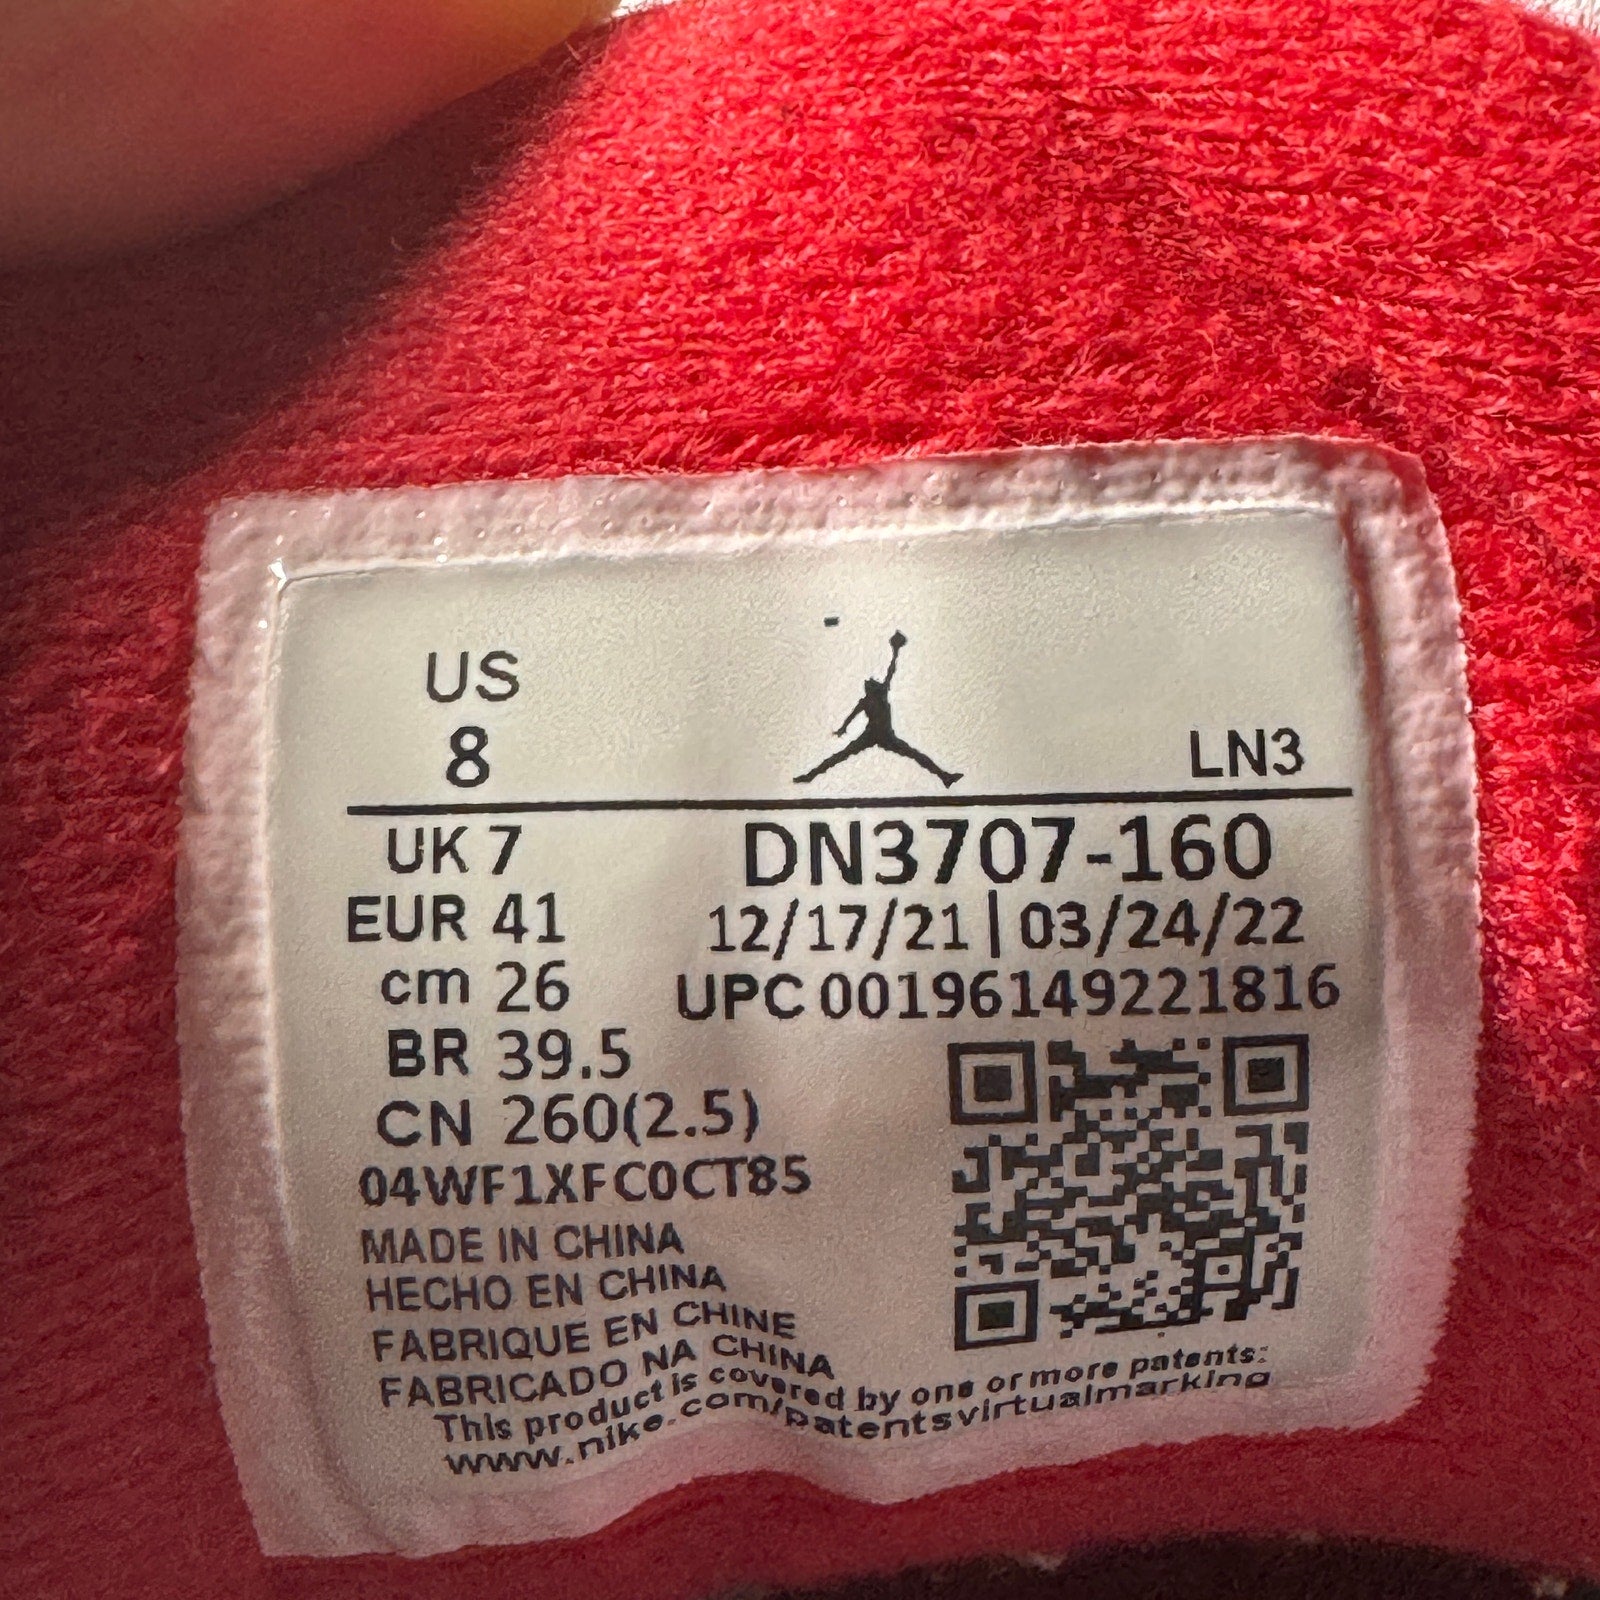 US
8
LN3
UK 7
EUR 41
cm 26
BR 39.5
CN 260(2.5)
DN3707-160
12/17/21 | 03/24/22
UPC 00196149221816
04WF1XFC0CT85
MADE IN CHINA
HECHO EN CHINA
FABRIQUE EN CHINE
FABRICADO NA CHINA
This product is covered by one or more patents:
www.nike.com/patentsvirtualmarking